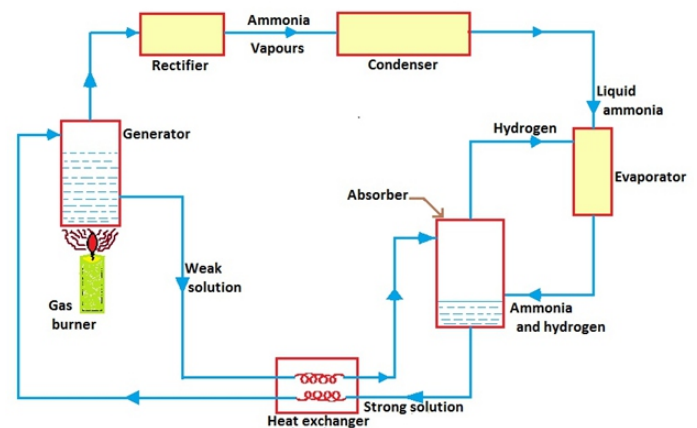 Ammonia
Vapours
Rectifier
Condenser
Liquid
ammonia
Generator
Hydrogen
Evaporator
Absorber
Weak
solution
Gas
burner
Ammonia
and hydrogen
Strong solution
Heat exchanger